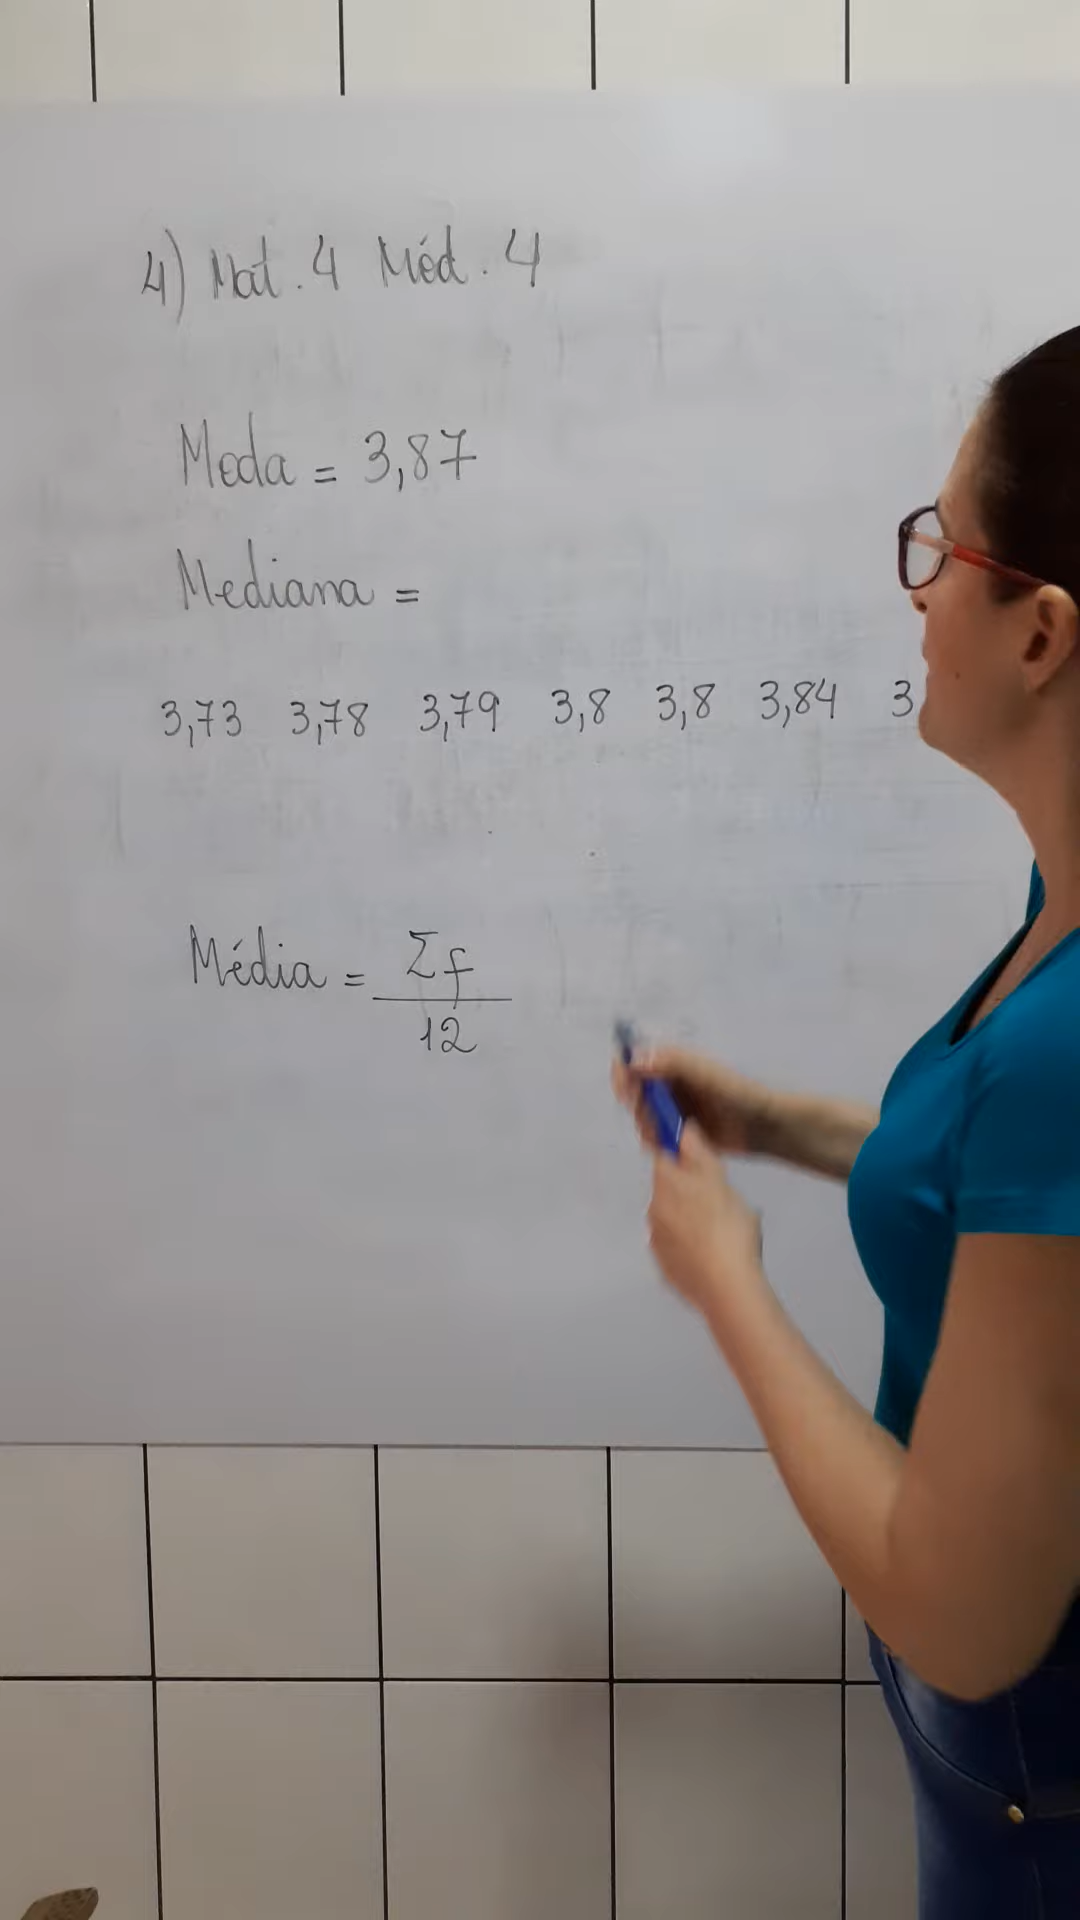 4) Mat. 4 Méd. 4
Moda = 3,87
Mediana =
3,73 3,78 3,79 3,8 3,8 3,84 3
Média = Σf
12